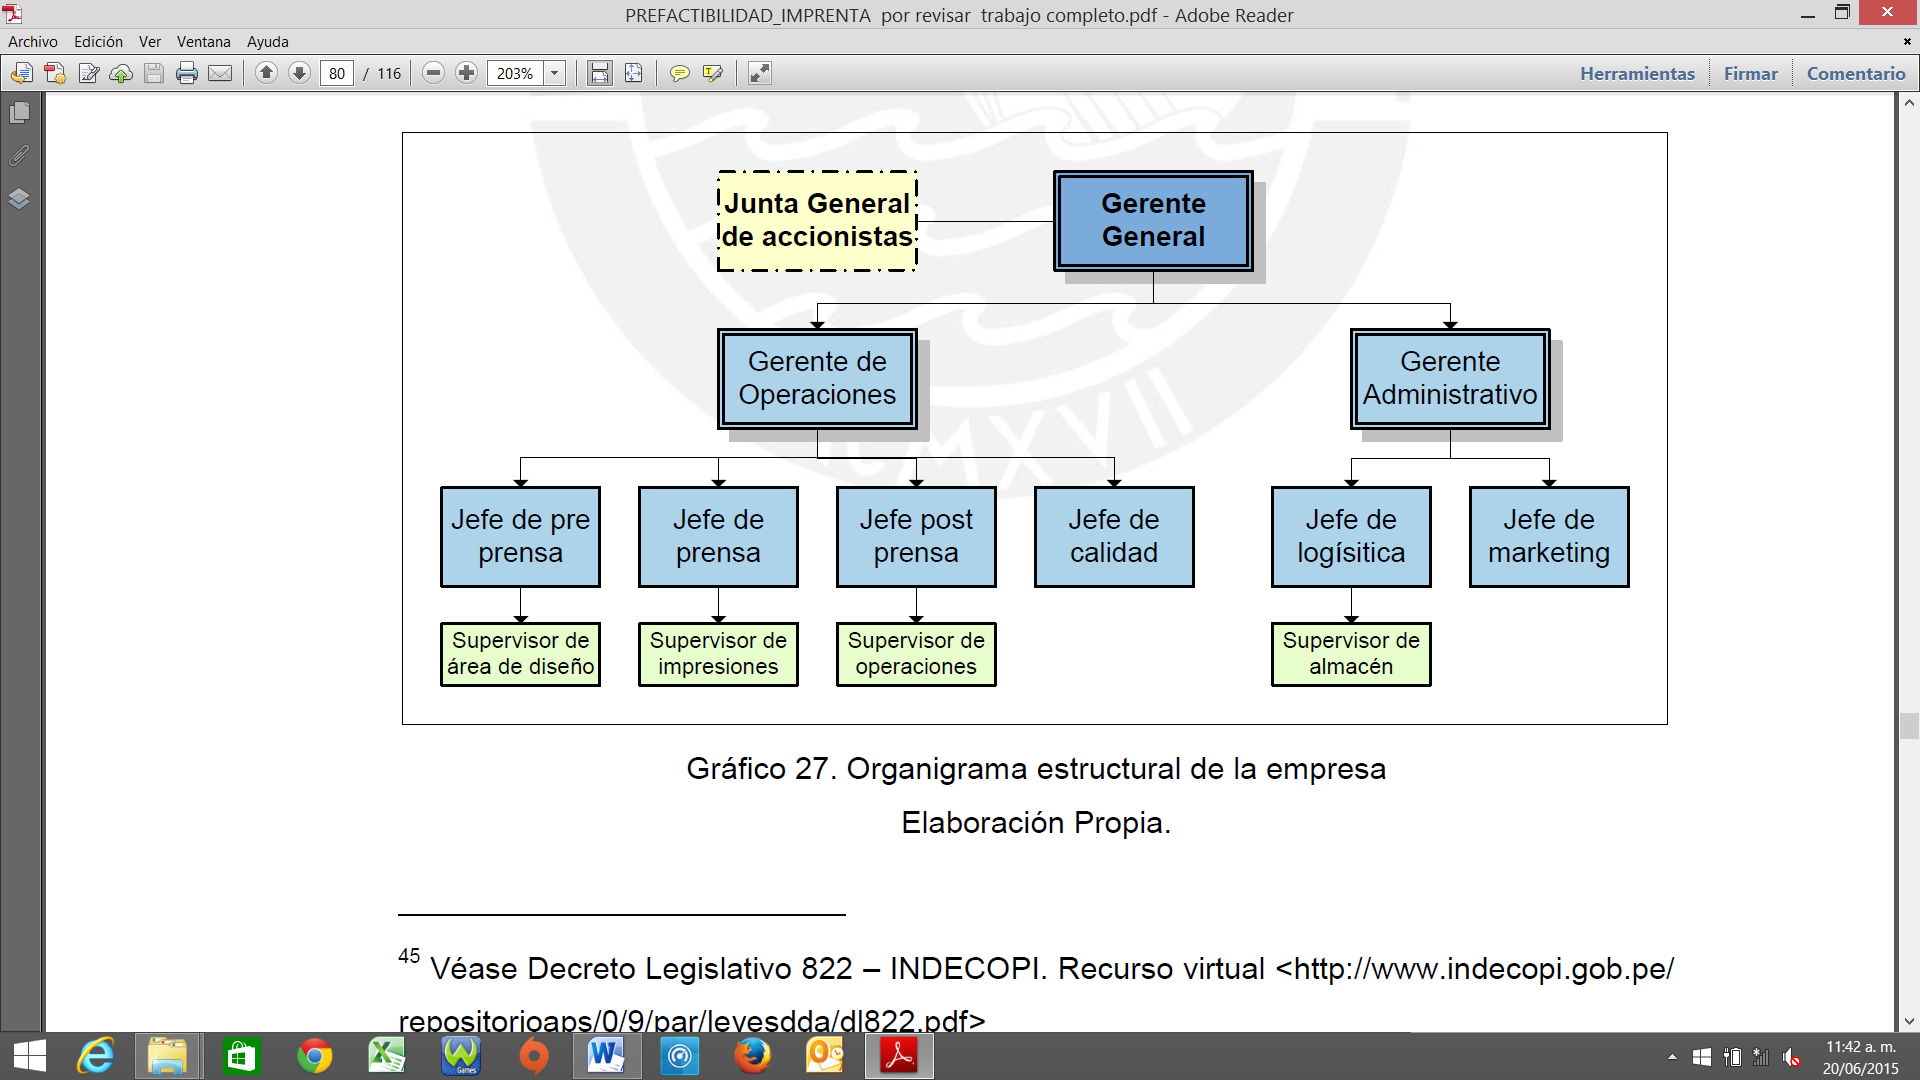 PREFACTIBILIDAD_IMPRENTA por revisar trabajo completo.pdf - Adobe Reader
Archivo Edición Ver Ventana Ayuda
80 / 116 203% Herramientas Firmar Comentario
Junta General
de accionistas
Gerente
General
Gerente de
Operaciones
Gerente
Administrativo
Jefe de pre
prensa
Jefe de
prensa
Jefe post
prensa
Jefe de
calidad
Jefe de
logísitica
Jefe de
marketing
Supervisor de
área de diseño
Supervisor de
impresiones
Supervisor de
operaciones
Supervisor de
almacén
MXVII
Gráfico 27. Organigrama estructural de la empresa
Elaboración Propia.
45 Véase Decreto Legislativo 822 – INDECOPI. Recurso virtual <http://www.indecopi.gob.pe/
repositorioaps/0/9/par/leyesdda/dl822.pdf>
Games
11:42 a. m.
20/06/2015